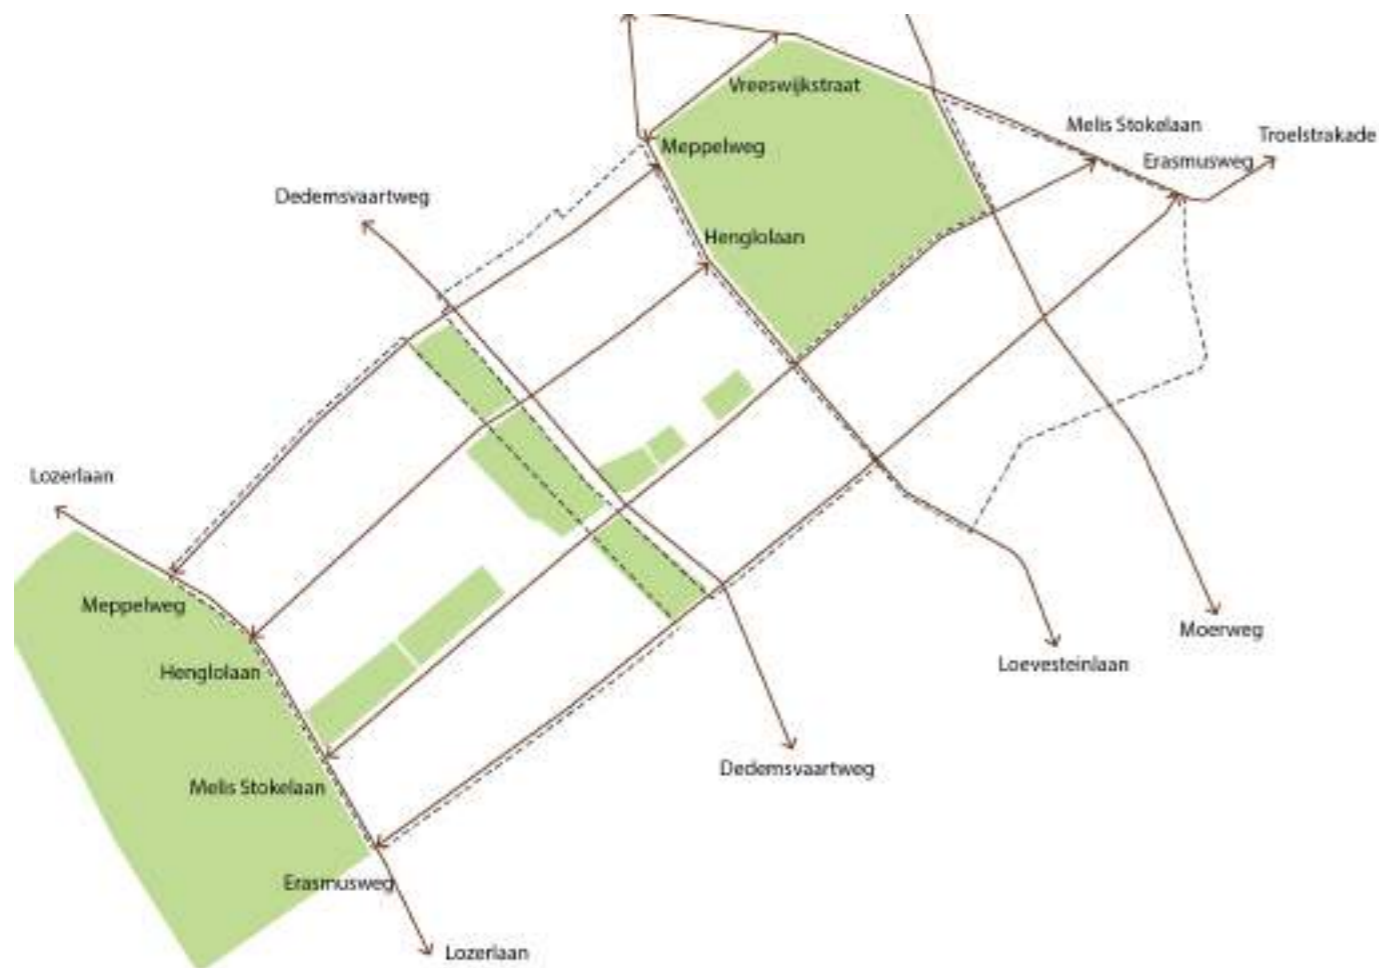 Vreeswijkstraat
Melis Stokelaan
Troelstrakade
Meppelweg
Erasmusweg
Dedemsvaartweg
Henglolaan
Lozerlaan
Meppelweg
Moerweg
Henglolaan
Loevesteinlaan
Dedemsvaartweg
Melis Stokelaan
Erasmusweg
Lozerlaan